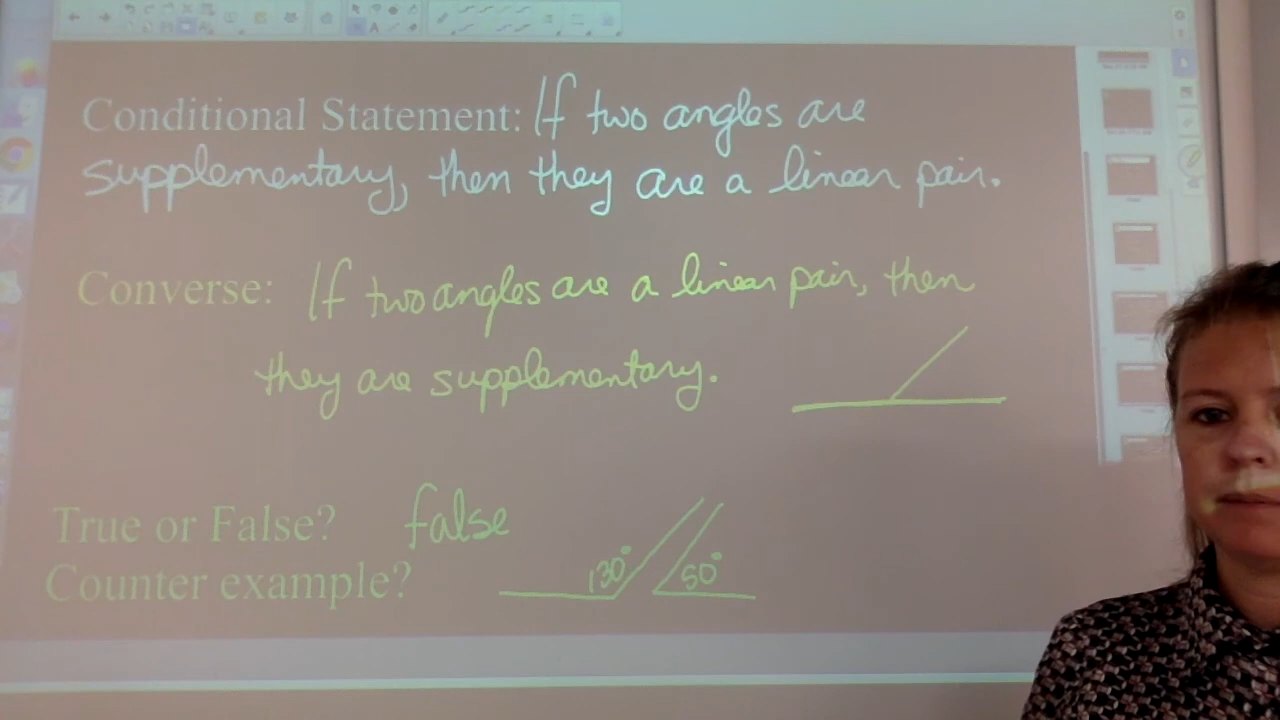 Conditional Statement: If two angles are
supplementary, then they are a linear pair.
Converse: If two angles are a linear pair, then
they are supplementary.
True or False? false
Counter example? 130° 50°